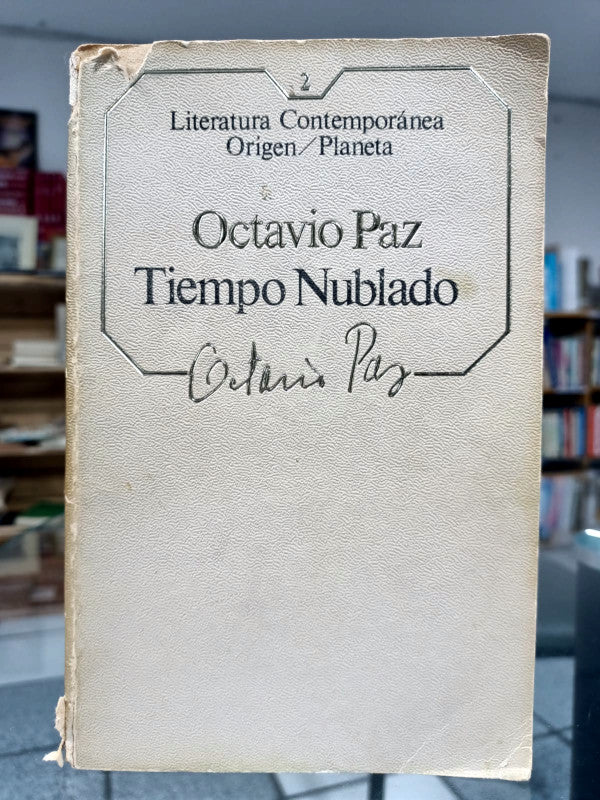 2
Literatura Contemporánea
Origen/Planeta
Octavio Paz
Tiempo Nublado
Octavio Paz